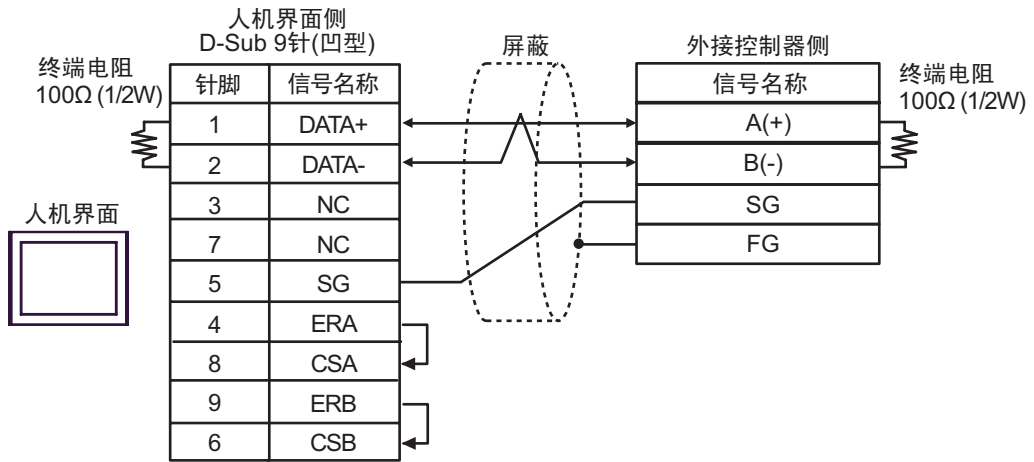 人机界面侧
D-Sub 9针(凹型)
屏蔽
外接控制器侧
终端电阻
100Ω (1/2W)
针脚 信号名称
信号名称
终端电阻
100Ω (1/2W)
1 DATA+
A(+)
2 DATA-
B(-)
3 NC
SG
人机界面
7 NC
FG
5 SG
4 ERA
8 CSA
9 ERB
6 CSB